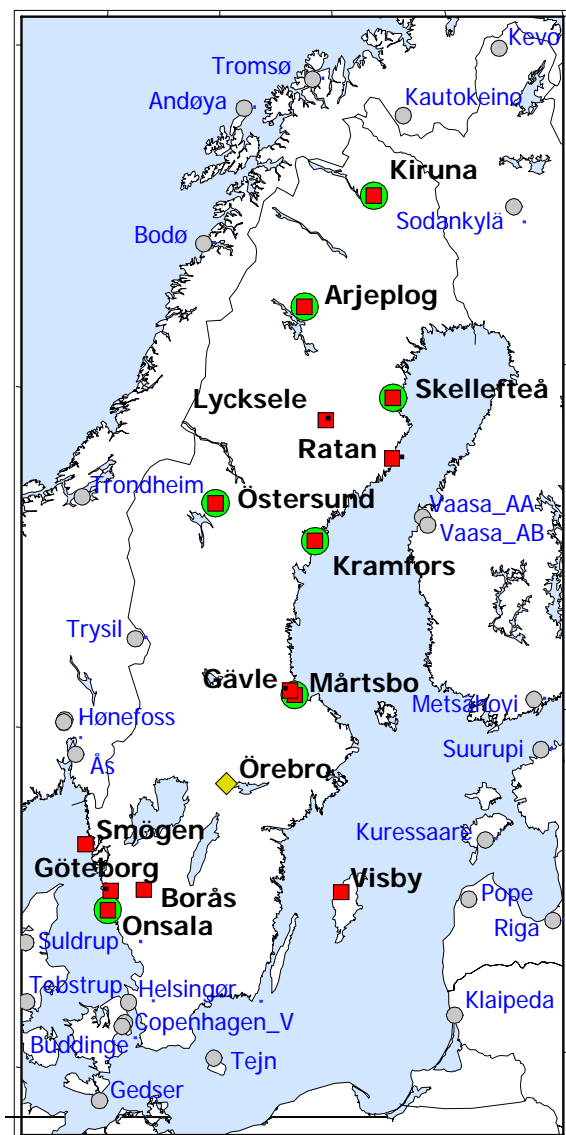 Kevo
Tromsø
Andøya
Kautokeino
Kiruna
Sodankylä
Bodø
Arjeplog
Skellefteå
Lycksele
Ratan
Trondheim
Östersund
Vaasa_AA
Vaasa_AB
Kramfors
Trysil
Gävle
Mårtsbo
Metsahovi
Hønefoss
Suurupi
Ås
Örebro
Smögen
Kuressaare
Göteborg
Borås
Visby
Pope
Onsala
Riga
Suldrup
Tebstrup
Helsingør
Klaipeda
Copenhagen_V
Buddinge
Tejn
Gedser